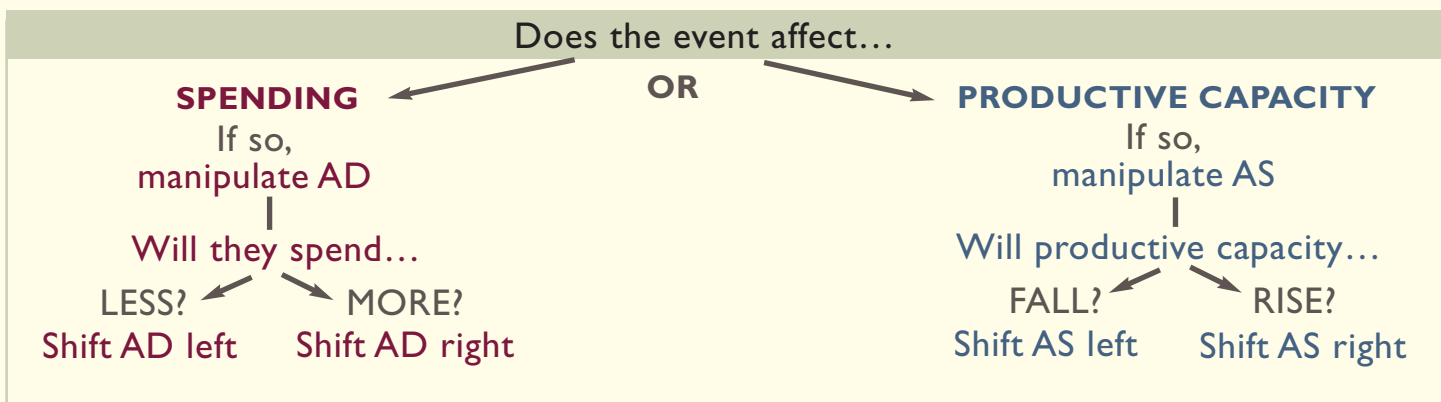 Does the event affect…
OR
SPENDING
If so,
manipulate AD
Will they spend…
LESS?
Shift AD left
MORE?
Shift AD right
PRODUCTIVE CAPACITY
If so,
manipulate AS
Will productive capacity…
FALL?
Shift AS left
RISE?
Shift AS right